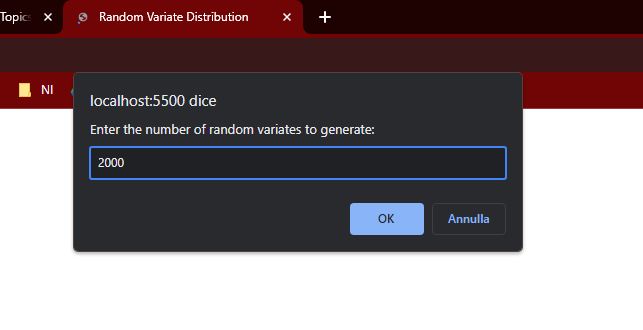 Topics
Random Variate Distribution
NI
localhost:5500 dice
Enter the number of random variates to generate:
2000
OK
Annulla